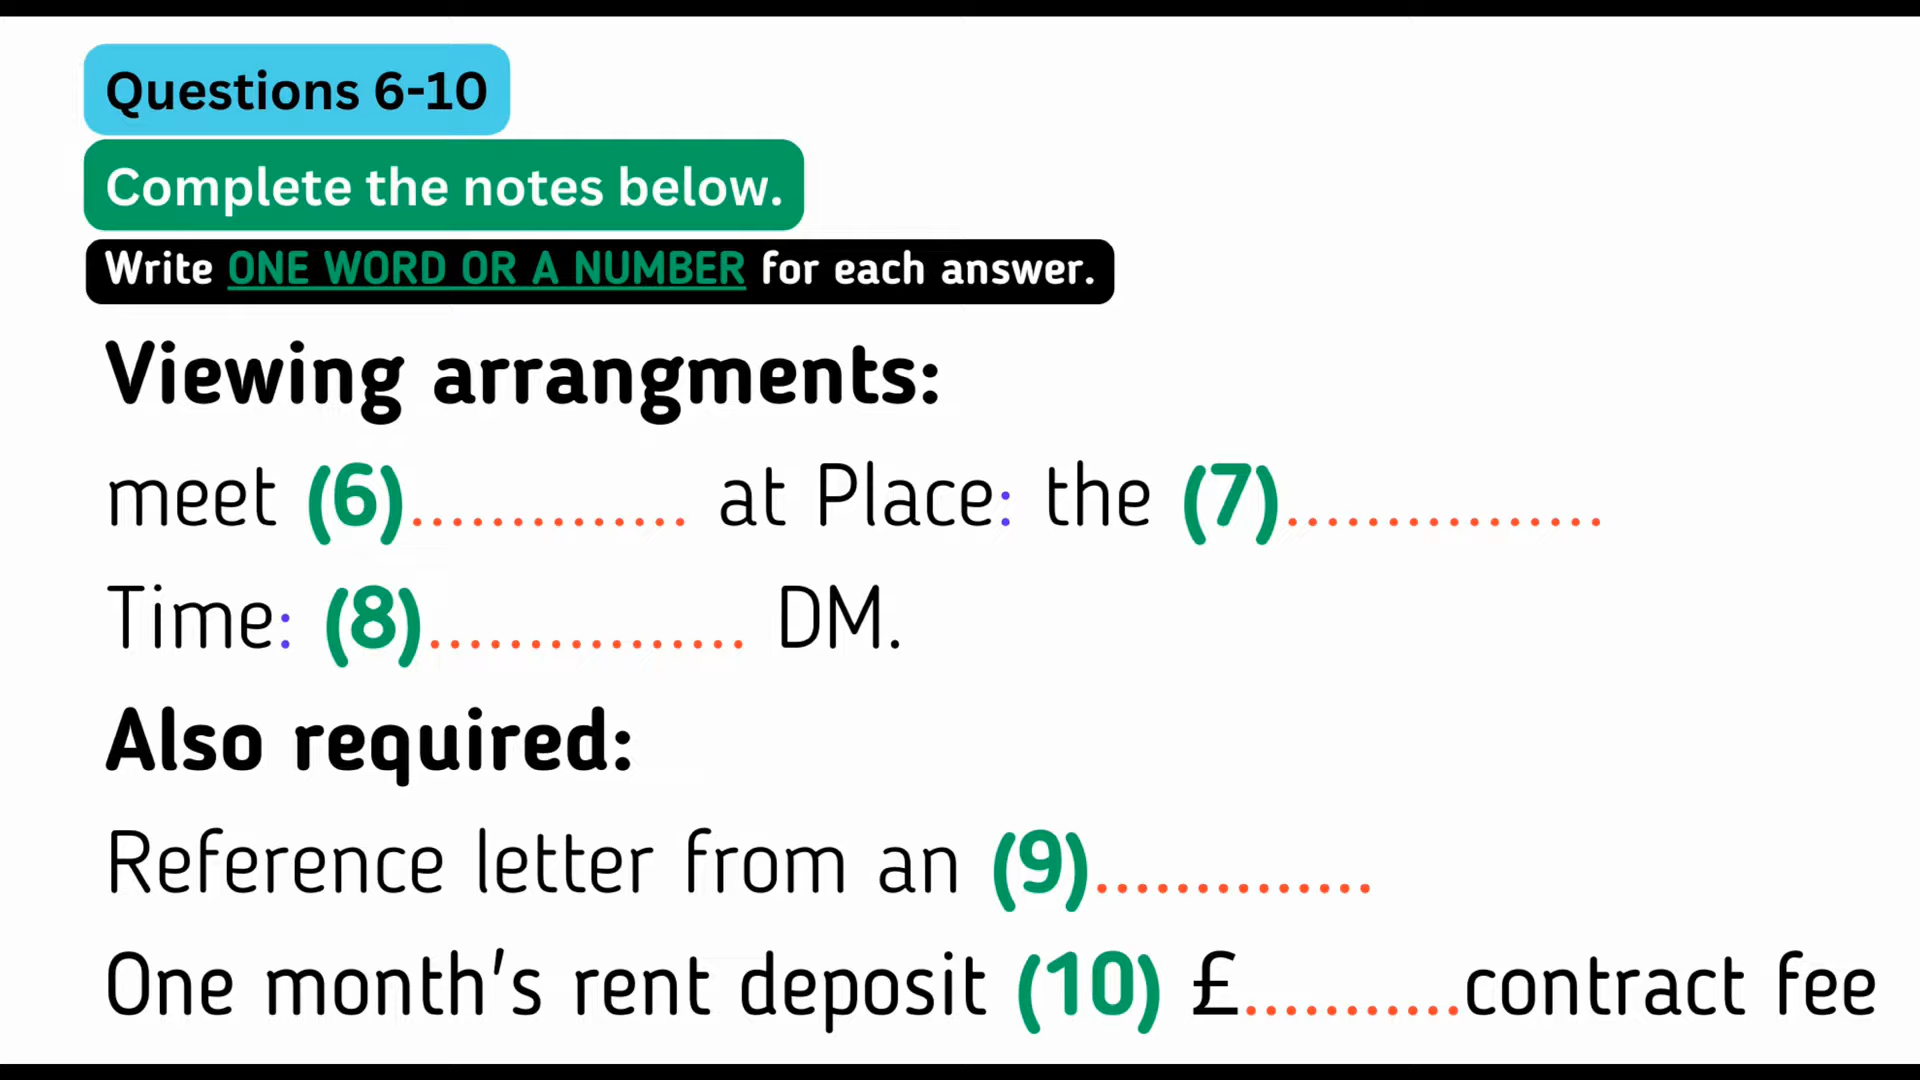 Questions 6-10
Complete the notes below.
Write ONE WORD OR A NUMBER for each answer.
Viewing arrangments:
meet (6).............. at Place: the (7)................
Time: (8)................ DM.
Also required:
Reference letter from an (9)..............
One month's rent deposit (10) £...........contract fee